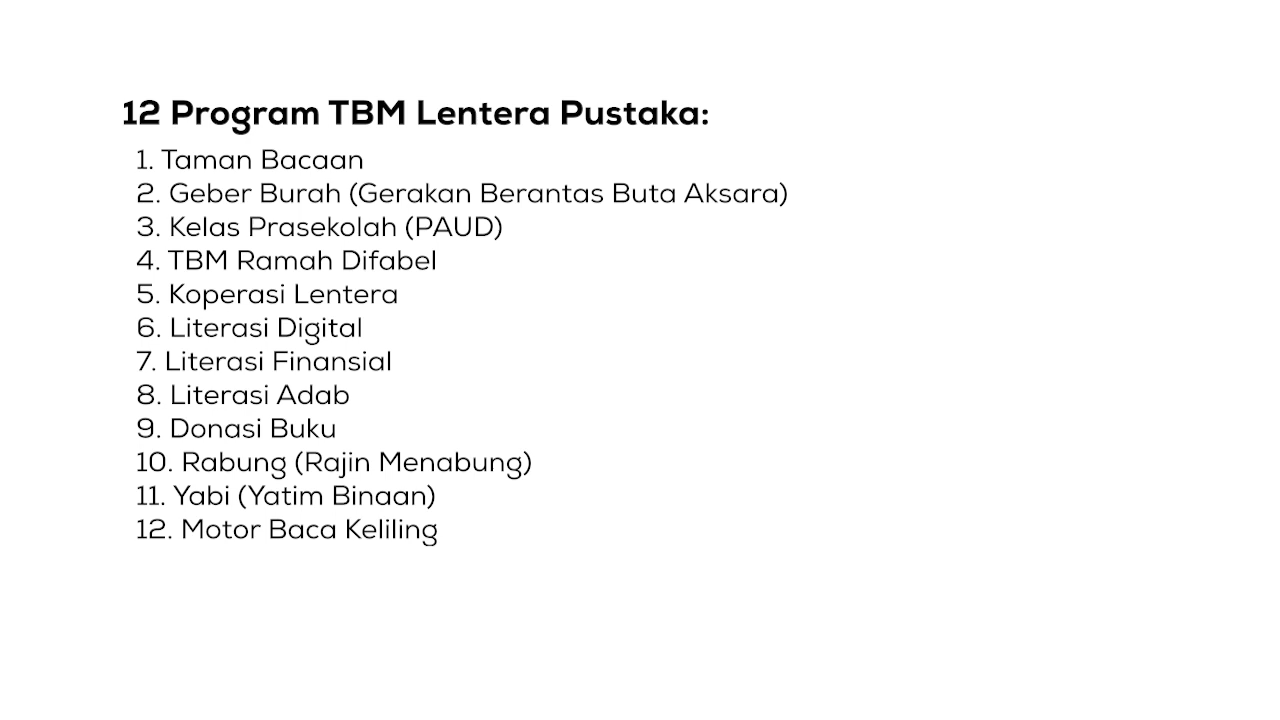 12 Program TBM Lentera Pustaka:
1. Taman Bacaan
2. Geber Burah (Gerakan Berantas Buta Aksara)
3. Kelas Prasekolah (PAUD)
4. TBM Ramah Difabel
5. Koperasi Lentera
6. Literasi Digital
7. Literasi Finansial
8. Literasi Adab
9. Donasi Buku
10. Rabung (Rajin Menabung)
11. Yabi (Yatim Binaan)
12. Motor Baca Keliling